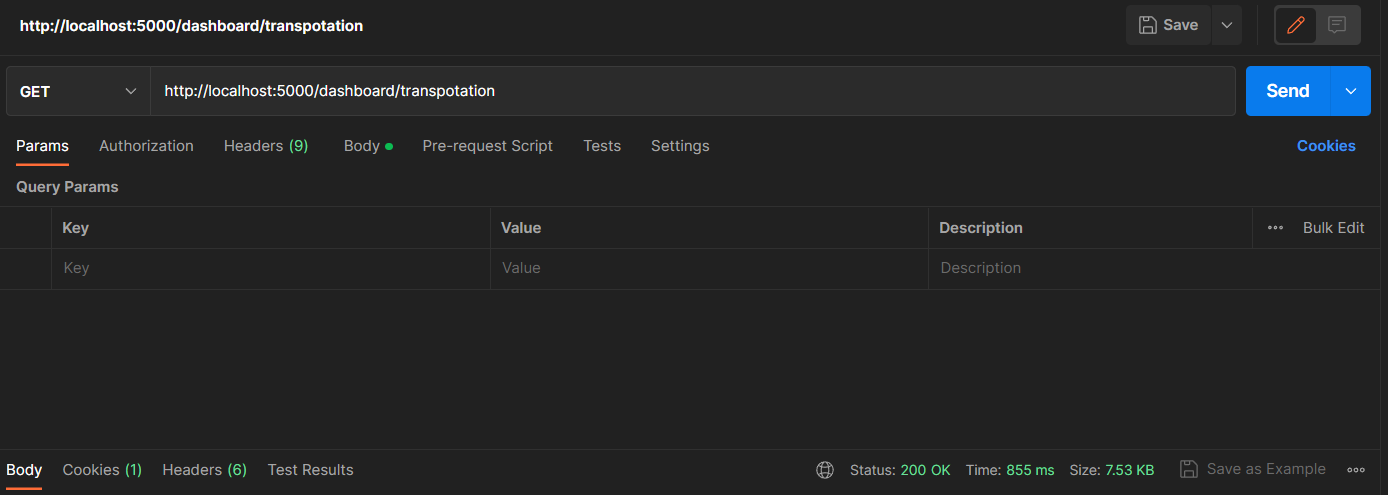 http://localhost:5000/dashboard/transpotation Save
GET http://localhost:5000/dashboard/transpotation Send
Params Authorization Headers (9) Body Pre-request Script Tests Settings Cookies
Query Params
Key Value Description ••• Bulk Edit
Key Value Description
Body Cookies (1) Headers (6) Test Results Status: 200 OK Time: 855 ms Size: 7.53 KB Save as Example •••